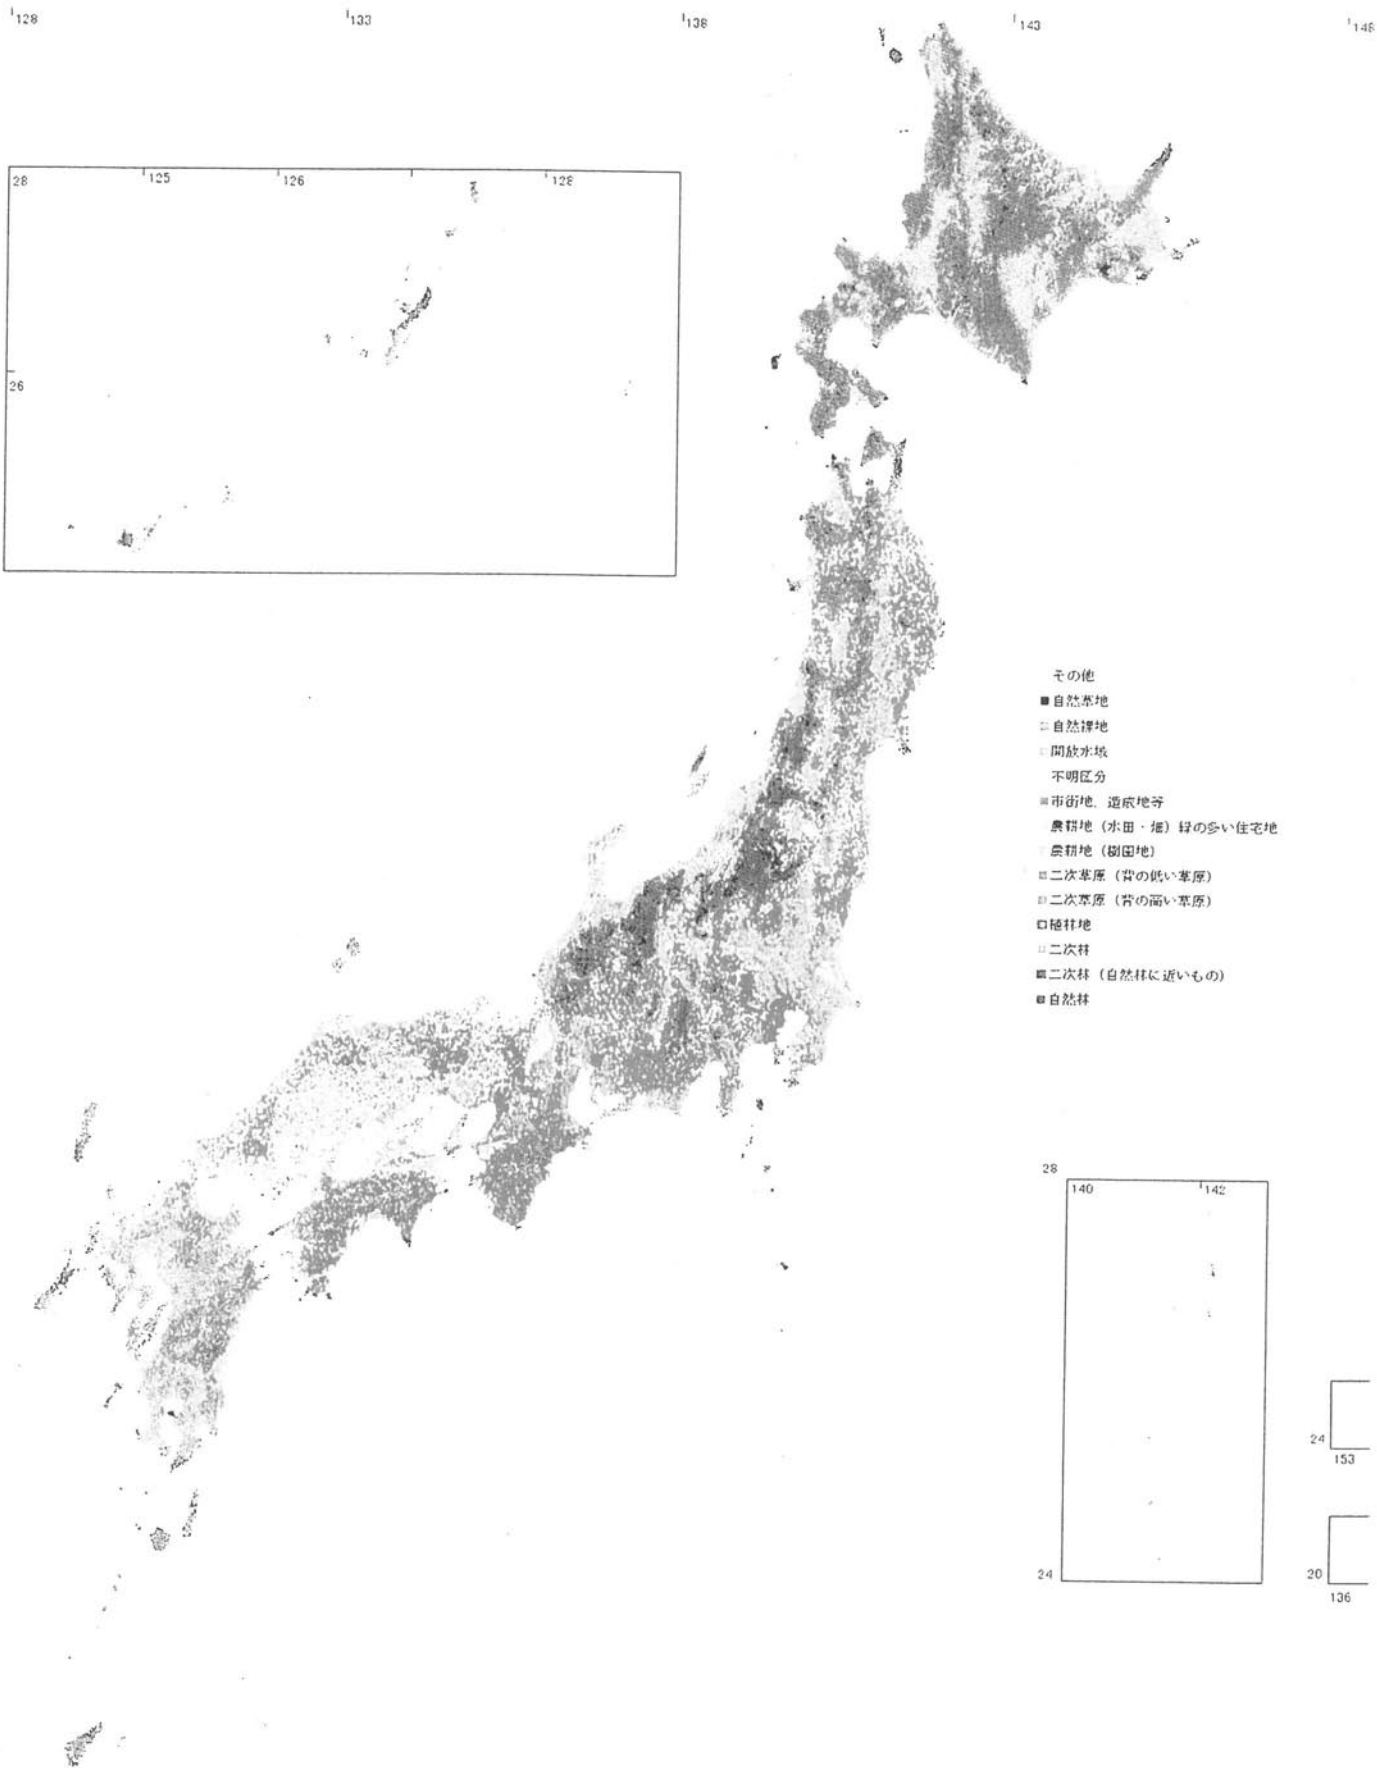 128
133
138
143
148
28
125
126
128
26
その他
自然草地
自然裸地
開放水域
不明区分
市街地、造成地等
農耕地（水田・畑）緑の多い住宅地
農耕地（樹園地）
二次草原（背の低い草原）
二次草原（背の高い草原）
植林地
二次林
二次林（自然林に近いもの）
自然林
28
140
142
24
24
153
20
136